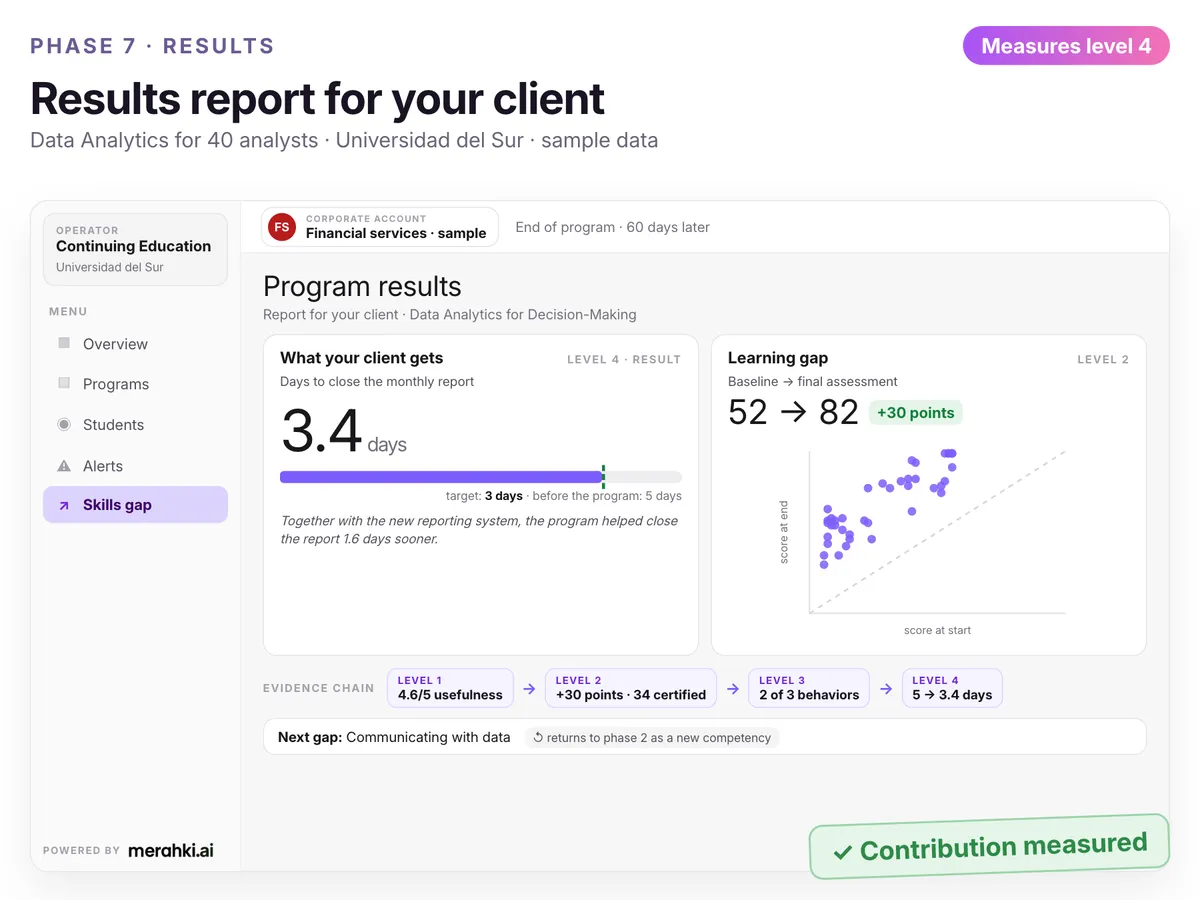 PHASE 7 · RESULTS
Measures level 4
Results report for your client
Data Analytics for 40 analysts · Universidad del Sur · sample data
OPERATOR
Continuing Education
Universidad del Sur
MENU
Overview
Programs
Students
Alerts
Skills gap
POWERED BY merahki.ai
FS
CORPORATE ACCOUNT
Financial services · sample
End of program · 60 days later
Program results
Report for your client · Data Analytics for Decision-Making
What your client gets
LEVEL 4 · RESULT
Days to close the monthly report
3.4 days
target: 3 days · before the program: 5 days
Together with the new reporting system, the program helped close
the report 1.6 days sooner.
Learning gap
LEVEL 2
Baseline → final assessment
52 → 82 +30 points
score at end
score at start
EVIDENCE CHAIN
LEVEL 1
4.6/5 usefulness
→
LEVEL 2
+30 points · 34 certified
→
LEVEL 3
2 of 3 behaviors
→
LEVEL 4
5 → 3.4 days
Next gap: Communicating with data
↺ returns to phase 2 as a new competency
✓ Contribution measured